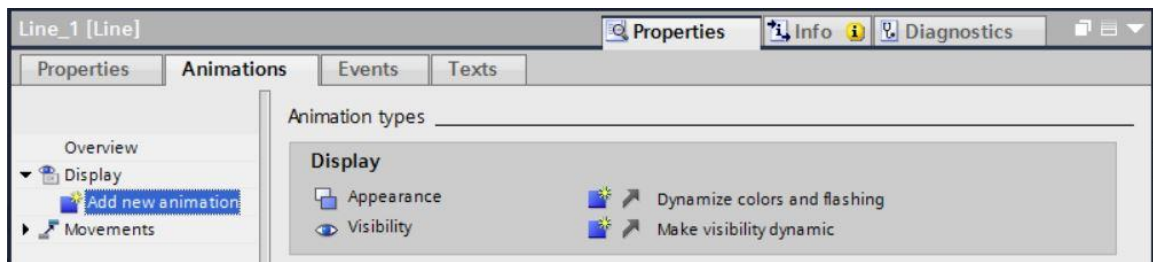 Line_1 [Line]
Properties
Info
Diagnostics
Properties
Animations
Events
Texts
Animation types
Overview
Display
Add new animation
Movements
Display
Appearance
Dynamize colors and flashing
Visibility
Make visibility dynamic